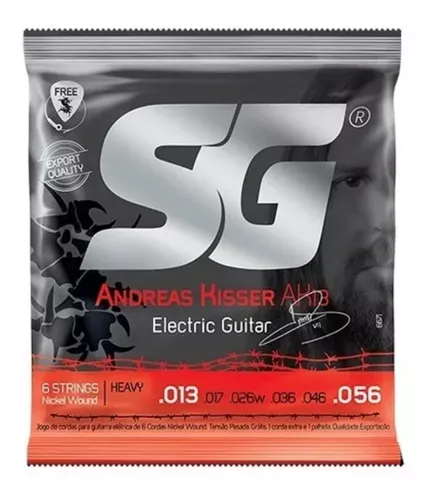 FREE
EXPORT
QUALITY
SG®
ANDREAS KISSER AK13
Electric Guitar
6 STRINGS
Nickel Wound
HEAVY
.013 .017 .026w .036 .046 .056
Jogo de cordas para guitarra elétrica de 6 Cordas Nickel Wound. Tensão Pesada Grátis 1 corda extra e 1 palheta Qualidade Exportação